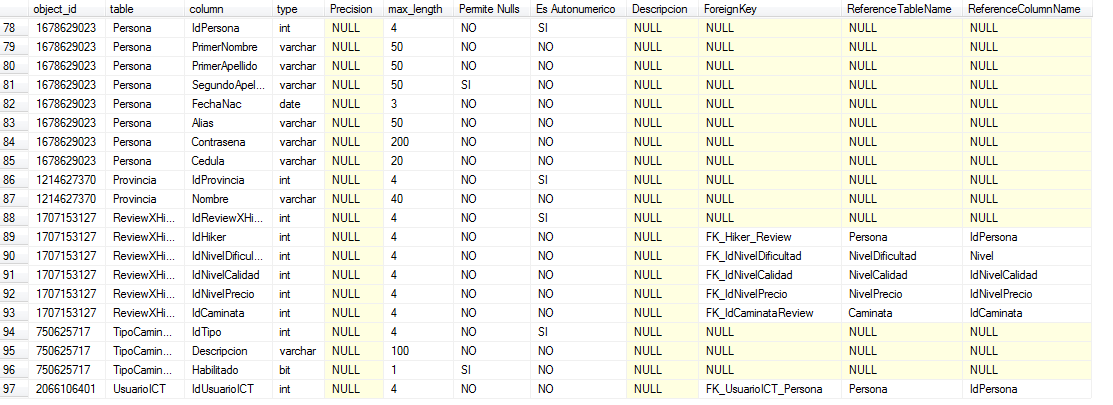 object_id table column type Precision max_length Permite Nulls Es Autonumerico Descripcion ForeignKey ReferenceTableName ReferenceColumnName
78 1678629023 Persona IdPersona int NULL 4 NO SI NULL NULL NULL NULL
79 1678629023 Persona PrimerNombre varchar NULL 50 NO NO NULL NULL NULL NULL
80 1678629023 Persona PrimerApellido varchar NULL 50 NO NO NULL NULL NULL NULL
81 1678629023 Persona SegundoApel... varchar NULL 50 SI NO NULL NULL NULL NULL
82 1678629023 Persona FechaNac date NULL 3 NO NO NULL NULL NULL NULL
83 1678629023 Persona Alias varchar NULL 50 NO NO NULL NULL NULL NULL
84 1678629023 Persona Contrasena varchar NULL 200 NO NO NULL NULL NULL NULL
85 1678629023 Persona Cedula varchar NULL 20 NO NO NULL NULL NULL NULL
86 1214627370 Provincia IdProvincia int NULL 4 NO SI NULL NULL NULL NULL
87 1214627370 Provincia Nombre varchar NULL 40 NO NO NULL NULL NULL NULL
88 1707153127 ReviewXHi... IdReviewXHi... int NULL 4 NO SI NULL NULL NULL NULL
89 1707153127 ReviewXHi... IdHiker int NULL 4 NO NO NULL FK_Hiker_Review Persona IdPersona
90 1707153127 ReviewXHi... IdNivelDificul... int NULL 4 NO NO NULL FK_IdNivelDificultad NivelDificultad Nivel
91 1707153127 ReviewXHi... IdNivelCalidad int NULL 4 NO NO NULL FK_IdNivelCalidad NivelCalidad IdNivelCalidad
92 1707153127 ReviewXHi... IdNivelPrecio int NULL 4 NO NO NULL FK_IdNivelPrecio NivelPrecio IdNivelPrecio
93 1707153127 ReviewXHi... IdCaminata int NULL 4 NO NO NULL FK_IdCaminataReview Caminata IdCaminata
94 750625717 TipoCamin... IdTipo int NULL 4 NO SI NULL NULL NULL NULL
95 750625717 TipoCamin... Descripcion varchar NULL 100 NO NO NULL NULL NULL NULL
96 750625717 TipoCamin... Habilitado bit NULL 1 SI NO NULL NULL NULL NULL
97 2066106401 UsuarioICT IdUsuarioICT int NULL 4 NO NO NULL FK_UsuarioICT_Persona Persona IdPersona